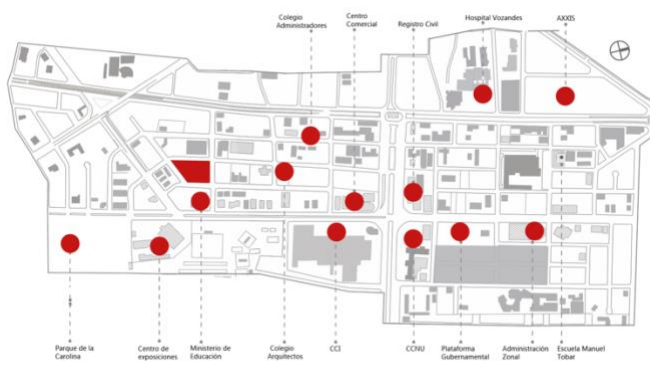 Colegio
Administradores
Centro
Comercial
Registro Civil
Hospital Vozandes
AXXIS
Parque de la
Carolina
Centro de
exposiciones
Ministerio de
Educación
Colegio
Arquitectos
CCI
CCNU
Plataforma
Gubernamental
Administración
Zonal
Escuela Manuel
Tobar